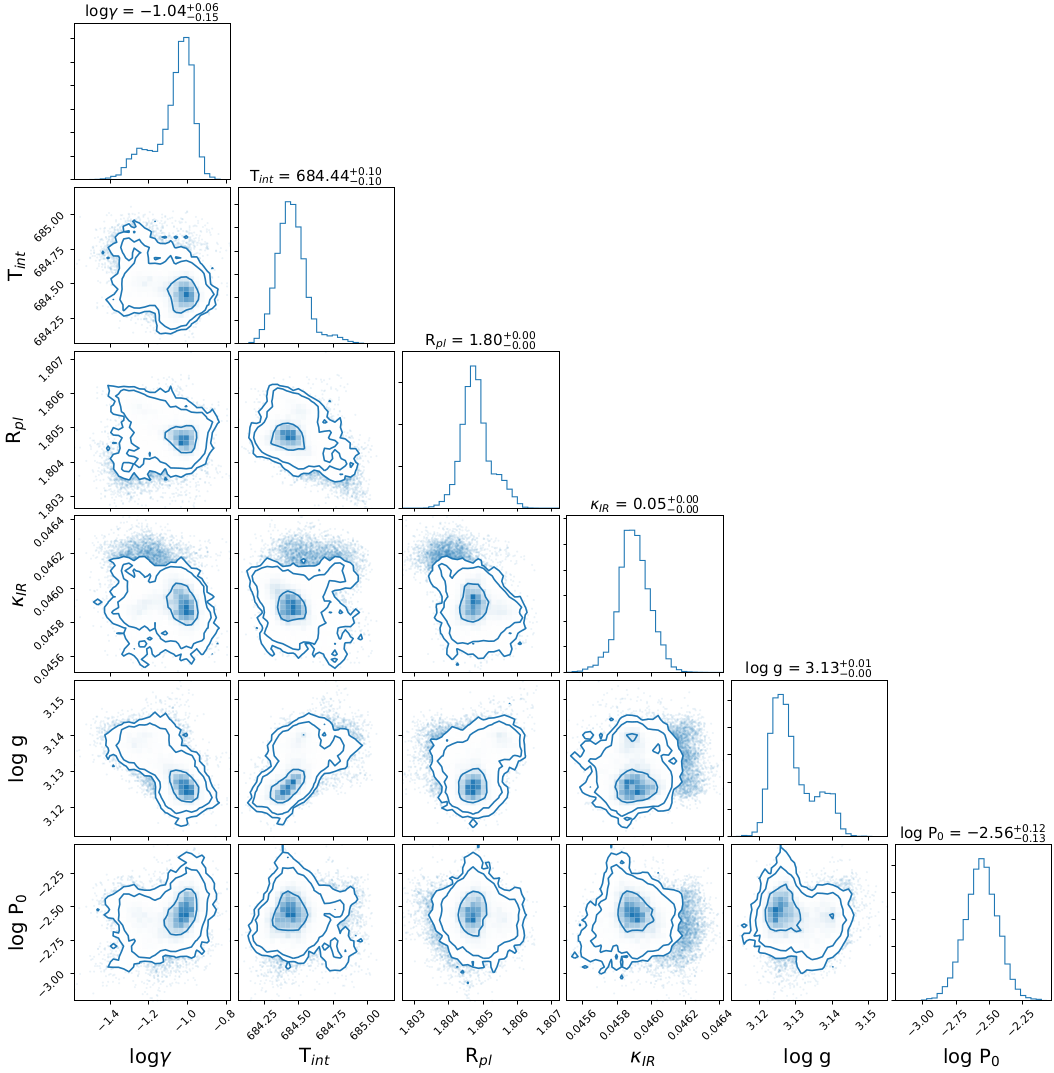 logγ = −1.04+0.06 −0.15
T_int = 684.44+0.10 −0.10
685.00
684.75
684.50
684.25
T_int
R_pl = 1.80+0.00 −0.00
1.807
1.806
1.805
1.804
1.803
R_pl
κ_IR = 0.05+0.00 −0.00
0.0464
0.0462
0.0460
0.0458
0.0456
κ_IR
log g = 3.13+0.01 −0.00
3.15
3.14
3.13
3.12
log g
log P_0 = −2.56+0.12 −0.13
−2.25
−2.50
−2.75
−3.00
log P_0
−1.4 −1.2 −1.0 −0.8 684.25 684.50 684.75 685.00 1.803 1.804 1.805 1.806 1.807 0.0456 0.0458 0.0460 0.0462 0.0464 3.12 3.13 3.14 3.15 −3.00 −2.75 −2.50 −2.25
logγ T_int R_pl κ_IR log g log P_0